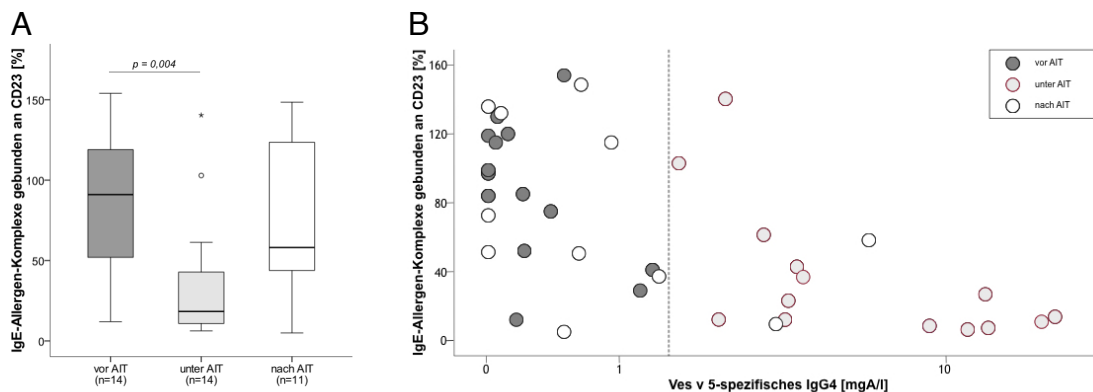 A
IgE-Allergen-Komplexe gebunden an CD23 [%]
150
100
50
0
p = 0,004
*
vor AIT
(n=14)
unter AIT
(n=14)
nach AIT
(n=11)
B
IgE-Allergen-Komplexe gebunden an CD23 [%]
160
120
80
40
0
vor AIT
unter AIT
nach AIT
0
1
10
Ves v 5-spezifisches IgG4 [mgA/l]